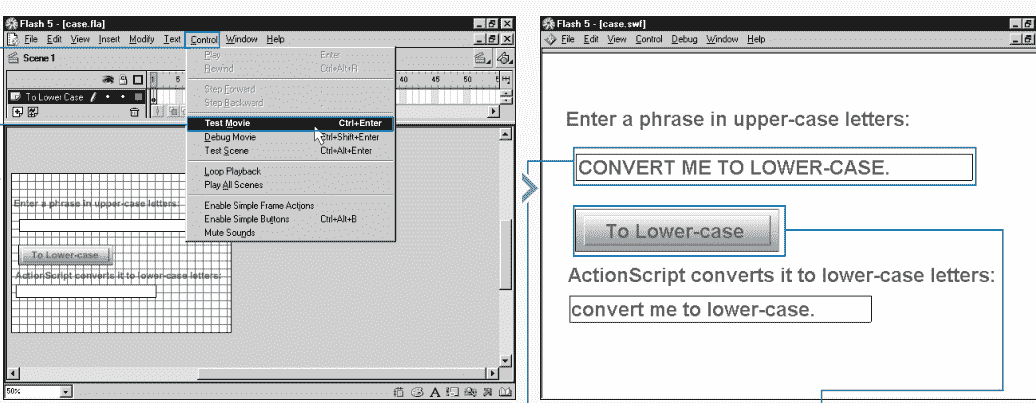 Flash 5 - [case.fla]
File Edit View Insert Modify Text Control Window Help
Scene 1
To Lower Case
5 40 45 50
Play Enter
Rewind Ctrl+Alt+R
Step Forward
Step Backward
Test Movie Ctrl+Enter
Debug Movie Ctrl+Shift+Enter
Test Scene Ctrl+Alt+Enter
Loop Playback
Play All Scenes
Enable Simple Frame Actions
Enable Simple Buttons Ctrl+Alt+B
Mute Sounds
Enter a phrase in upper-case letters:
To Lower-case
ActionScript converts it to lower-case letters:
50%
Flash 5 - [case.swf]
File Edit View Control Debug Window Help
Enter a phrase in upper-case letters:
CONVERT ME TO LOWER-CASE.
To Lower-case
ActionScript converts it to lower-case letters:
convert me to lower-case.